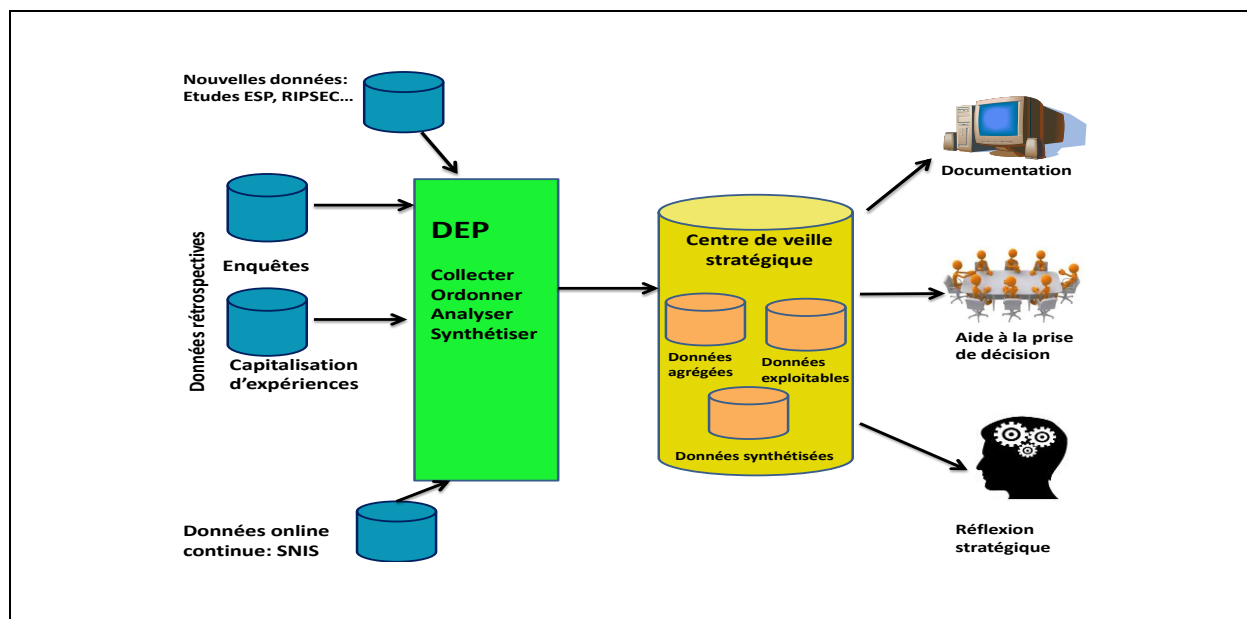 Nouvelles données:
Etudes ESP, RIPSEC...
Données rétrospectives
Enquêtes
Capitalisation
d'expériences
Données online
continue: SNIS
DEP
Collecter
Ordonner
Analyser
Synthétiser
Centre de veille
stratégique
Données
agrégées
Données
exploitables
Données synthétisées
Documentation
Aide à la prise
de décision
Réflexion
stratégique